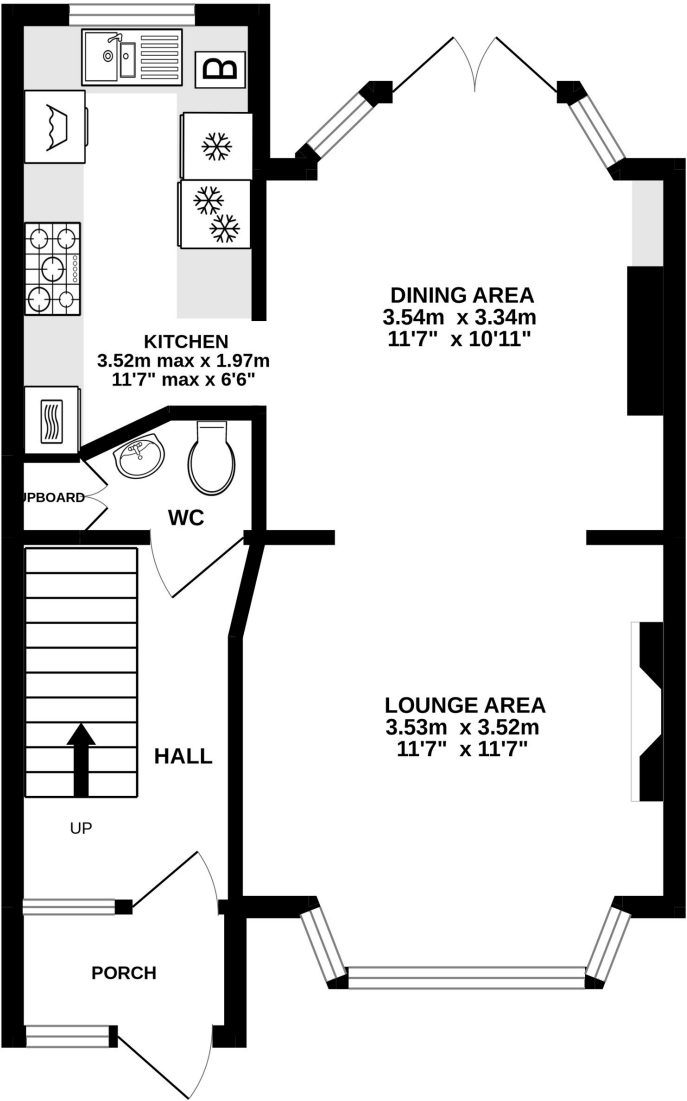 B
DINING AREA
3.54m x 3.34m
11'7" x 10'11"
KITCHEN
3.52m max x 1.97m
11'7" max x 6'6"
UPBOARD
WC
LOUNGE AREA
3.53m x 3.52m
11'7" x 11'7"
HALL
UP
PORCH